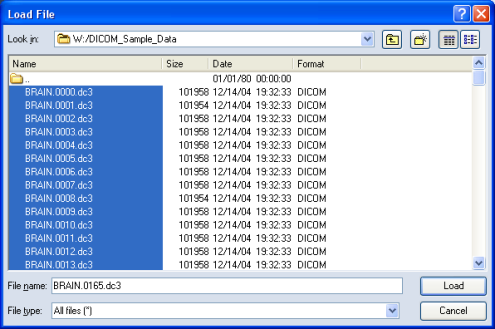 Load File
Look in: W:/DICOM_Sample_Data
Name Size Date Format
.. 01/01/80 00:00:00
BRAIN.0000.dc3 101958 12/14/04 19:32:33 DICOM
BRAIN.0001.dc3 101954 12/14/04 19:32:33 DICOM
BRAIN.0002.dc3 101958 12/14/04 19:32:33 DICOM
BRAIN.0003.dc3 101958 12/14/04 19:32:33 DICOM
BRAIN.0004.dc3 101958 12/14/04 19:32:33 DICOM
BRAIN.0005.dc3 101958 12/14/04 19:32:33 DICOM
BRAIN.0006.dc3 101958 12/14/04 19:32:33 DICOM
BRAIN.0007.dc3 101958 12/14/04 19:32:33 DICOM
BRAIN.0008.dc3 101954 12/14/04 19:32:33 DICOM
BRAIN.0009.dc3 101958 12/14/04 19:32:33 DICOM
BRAIN.0010.dc3 101958 12/14/04 19:32:33 DICOM
BRAIN.0011.dc3 101958 12/14/04 19:32:33 DICOM
BRAIN.0012.dc3 101958 12/14/04 19:32:33 DICOM
BRAIN.0013.dc3 101958 12/14/04 19:32:33 DICOM
File name: BRAIN.0165.dc3 Load
File type: All files (*) Cancel